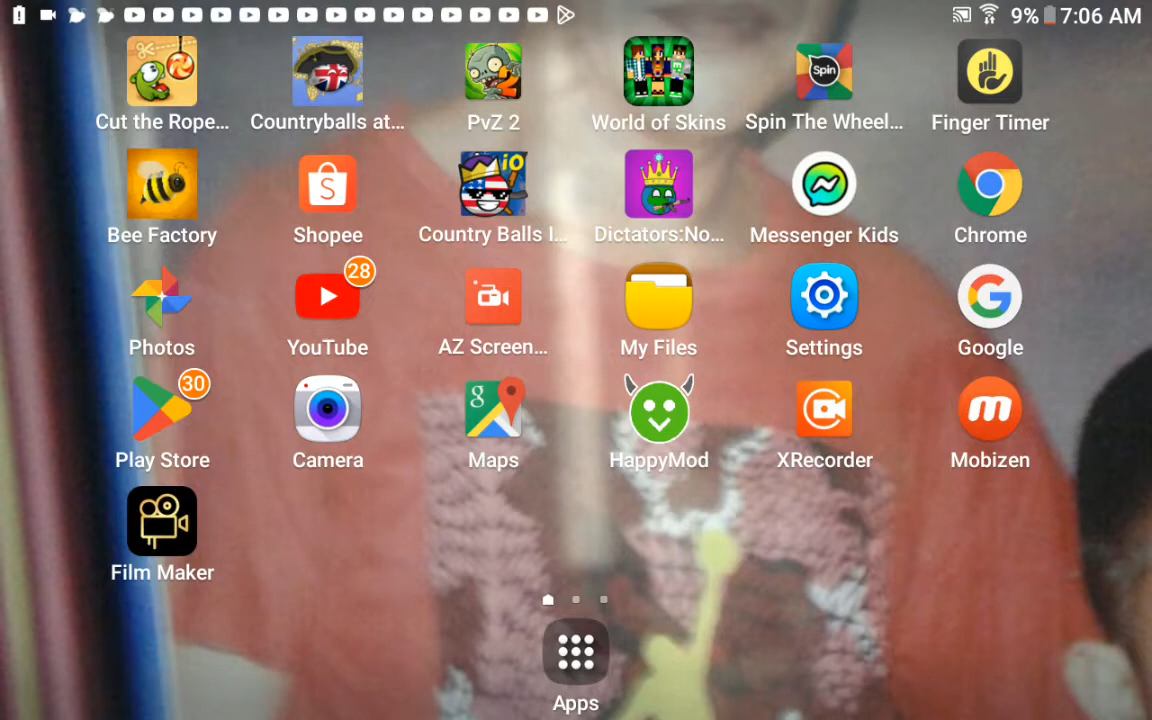 9% 7:06 AM
Cut the Rope... Countryballs at... PvZ 2 World of Skins Spin The Wheel... Finger Timer
Bee Factory Shopee Country Balls I... Dictators:No... Messenger Kids Chrome
28
Photos YouTube AZ Screen... My Files Settings Google
30
Play Store Camera Maps HappyMod XRecorder Mobizen
Film Maker
Apps